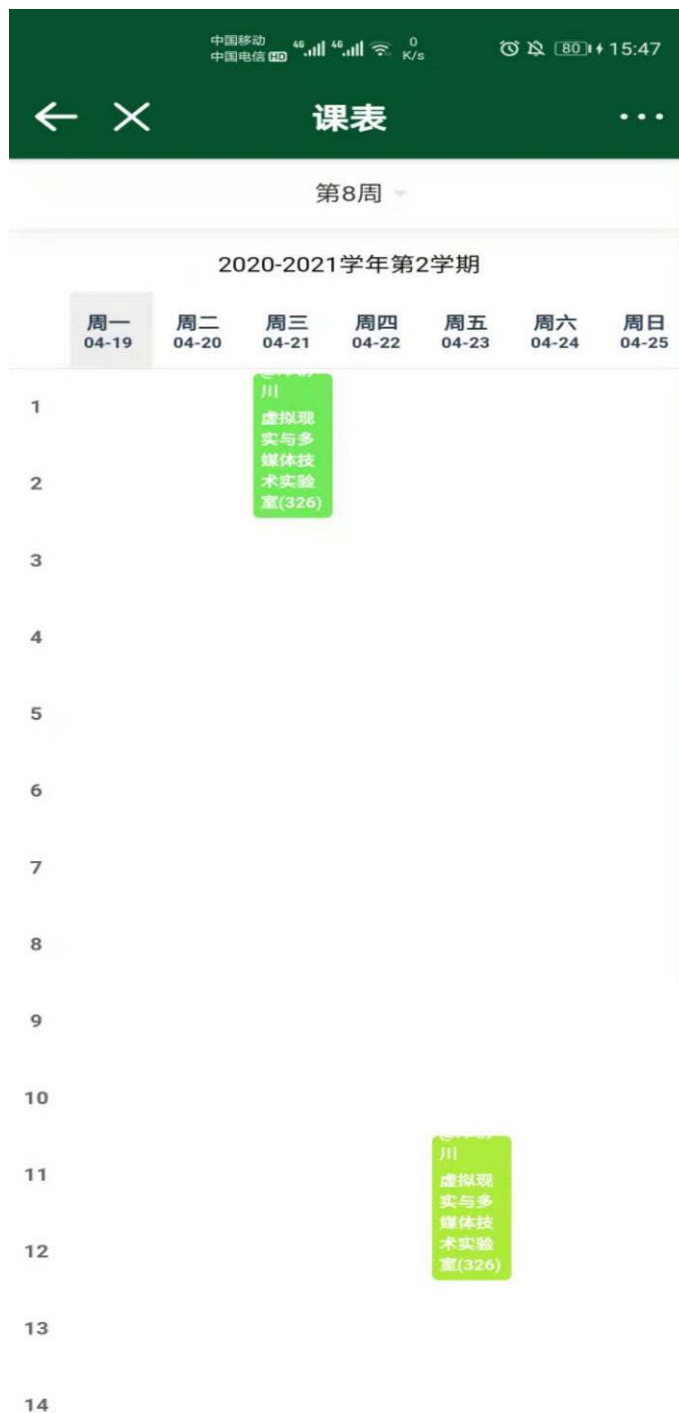 中国移动
中国电信 HD 4G 4G 0 K/s 80 15:47
课表
第8周
2020-2021学年第2学期
周一 周二 周三 周四 周五 周六 周日
04-19 04-20 04-21 04-22 04-23 04-24 04-25
1
川
虚拟现
实与多
媒体技
2
术实验
室(326)
3
4
5
6
7
8
9
10
川
11
虚拟现
实与多
媒体技
12
术实验
室(326)
13
14